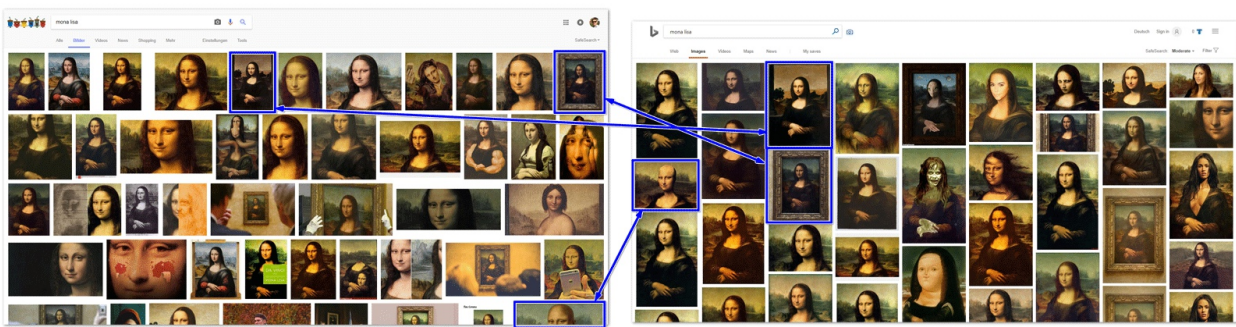 mona lisa
Alle Bilder Videos News Shopping Mehr Einstellungen Tools
SafeSearch
mona lisa
Deutsch Sign in
Web Images Videos Maps News My saves
SafeSearch: Moderate Filter